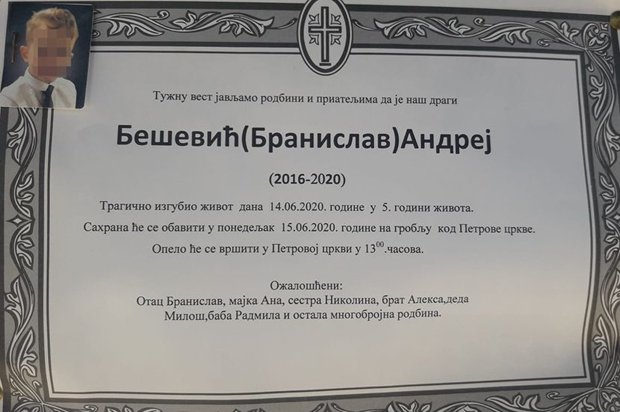 Тужну вест јављамо родбини и приатељима да је наш драги
Бешевић(Бранислав)Андреј
(2016-2020)
Трагично изгубио живот дана 14.06.2020. године у 5. години живота.
Сахрана ће се обавити у понедељак 15.06.2020. године на гробљу код Петрове цркве.
Опело ће се вршити у Петровој цркви у 13⁰⁰.часова.
Ожалошћени:
Отац Бранислав, мајка Ана, сестра Николина, брат Алекса,деда
Милош,баба Радмила и остала многобројна родбина.